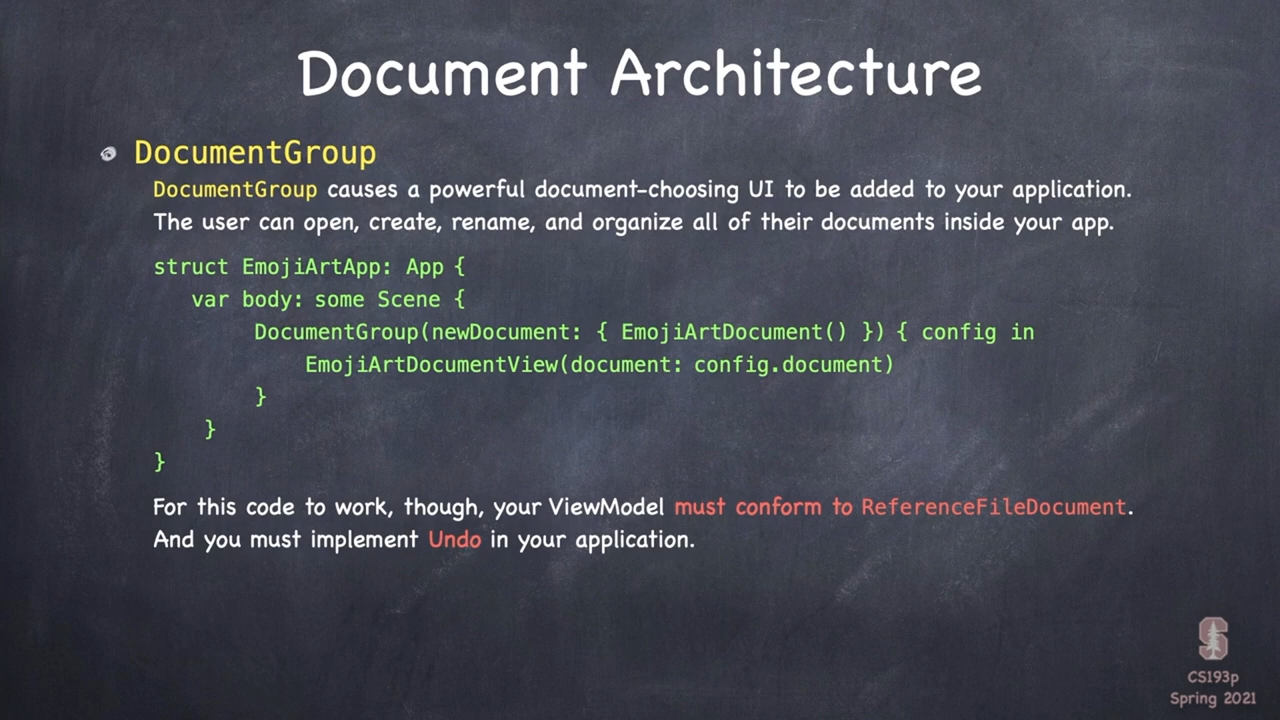 Document Architecture
DocumentGroup
DocumentGroup causes a powerful document-choosing UI to be added to your application.
The user can open, create, rename, and organize all of their documents inside your app.
struct EmojiArtApp: App {
var body: some Scene {
DocumentGroup(newDocument: { EmojiArtDocument() }) { config in
EmojiArtDocumentView(document: config.document)
}
}
}
For this code to work, though, your ViewModel must conform to ReferenceFileDocument.
And you must implement Undo in your application.
S
CS193p
Spring 2021